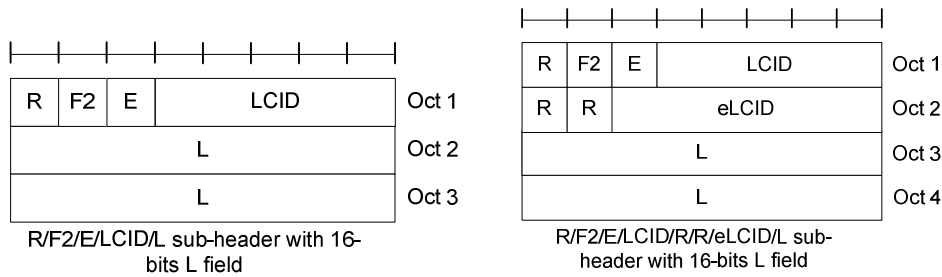 R F2 E LCID Oct 1
L Oct 2
L Oct 3
R/F2/E/LCID/L sub-header with 16-
bits L field
R F2 E LCID Oct 1
R R eLCID Oct 2
L Oct 3
L Oct 4
R/F2/E/LCID/R/R/eLCID/L sub-
header with 16-bits L field